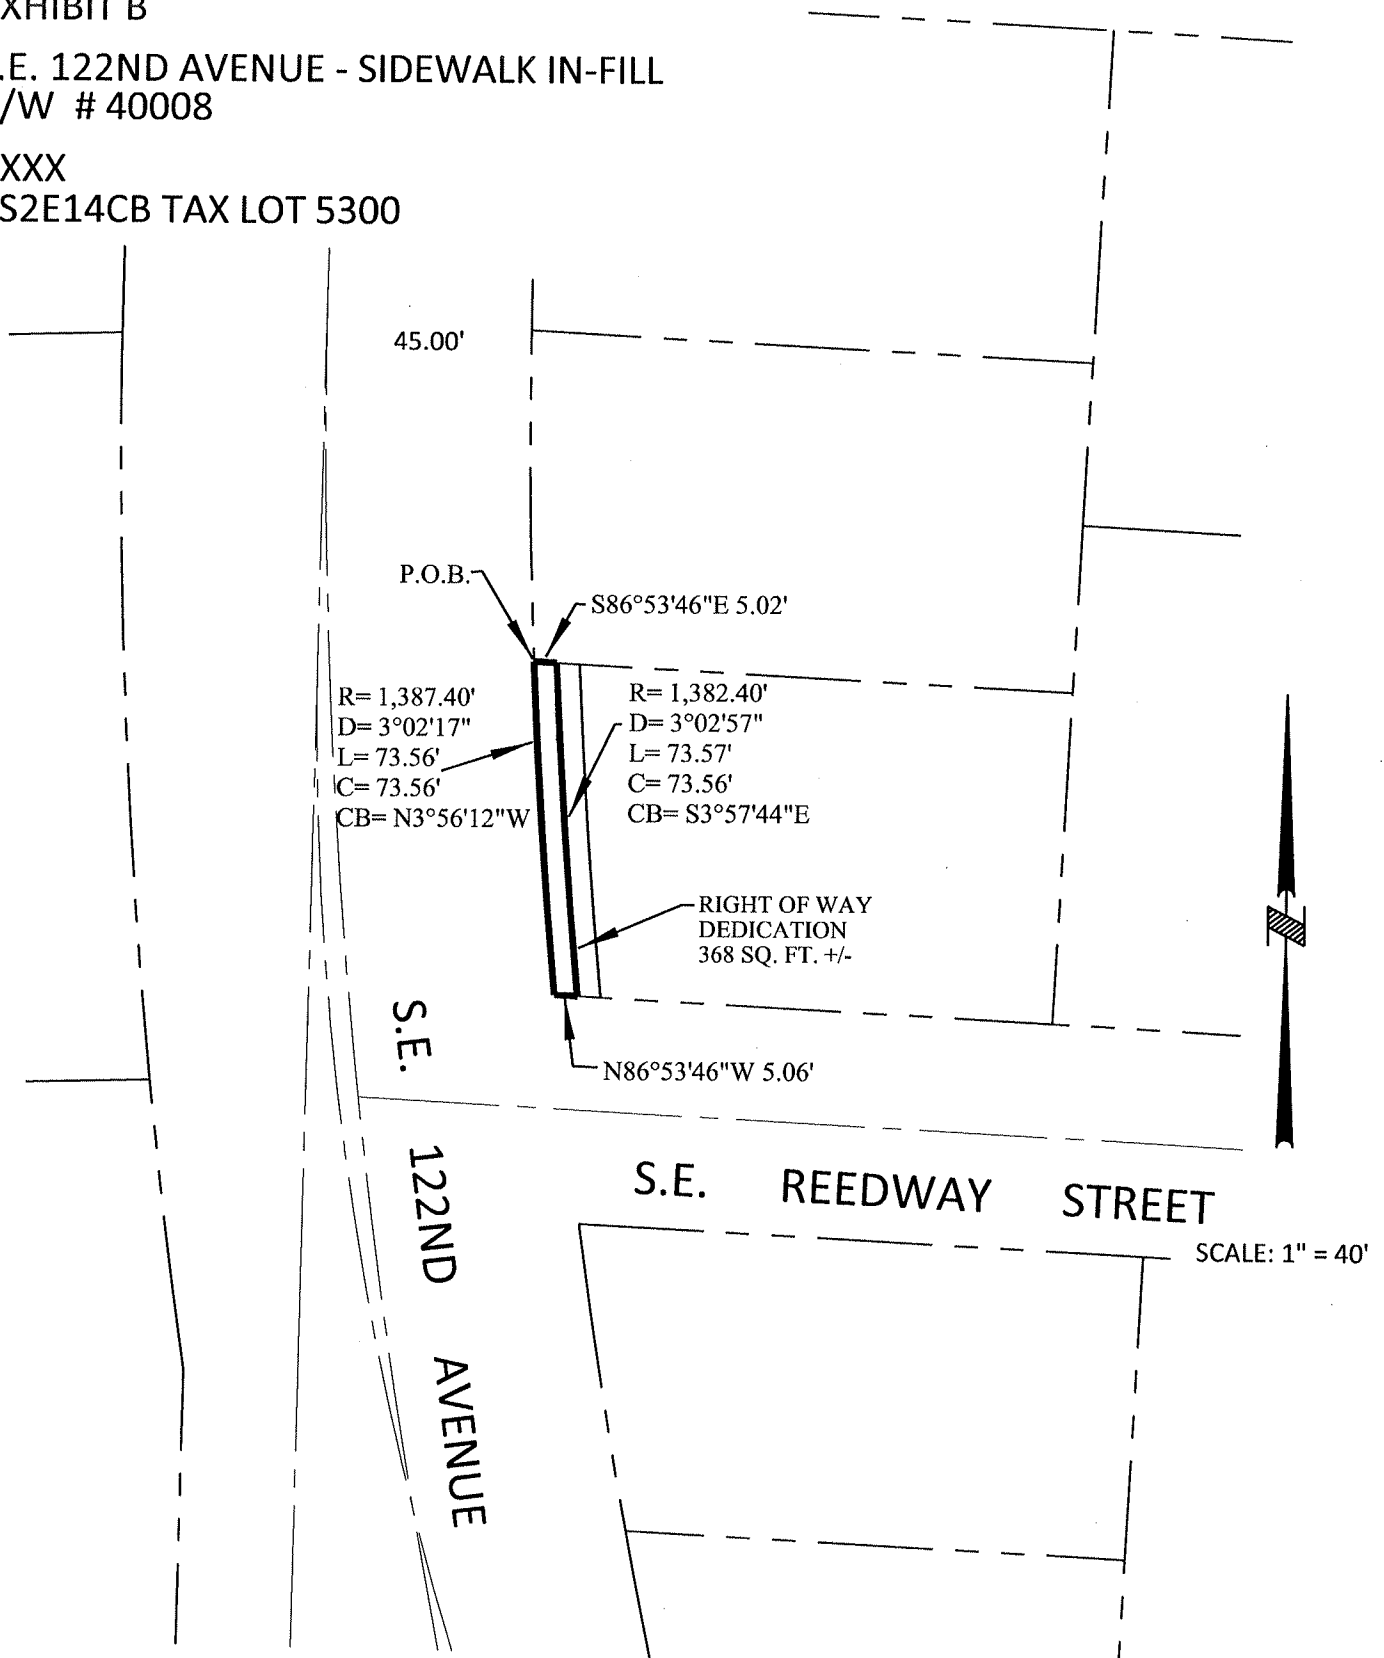 XHIBIT B
.E. 122ND AVENUE - SIDEWALK IN-FILL
/W # 40008
XXX
S2E14CB TAX LOT 5300
45.00'
P.O.B.
S86°53'46"E 5.02'
R= 1,387.40'
D= 3°02'17"
L= 73.56'
C= 73.56'
CB= N3°56'12"W
R= 1,382.40'
D= 3°02'57"
L= 73.57'
C= 73.56'
CB= S3°57'44"E
RIGHT OF WAY
DEDICATION
368 SQ. FT. +/-
N86°53'46"W 5.06'
S.E. 122ND AVENUE
S.E. REEDWAY STREET
SCALE: 1" = 40'